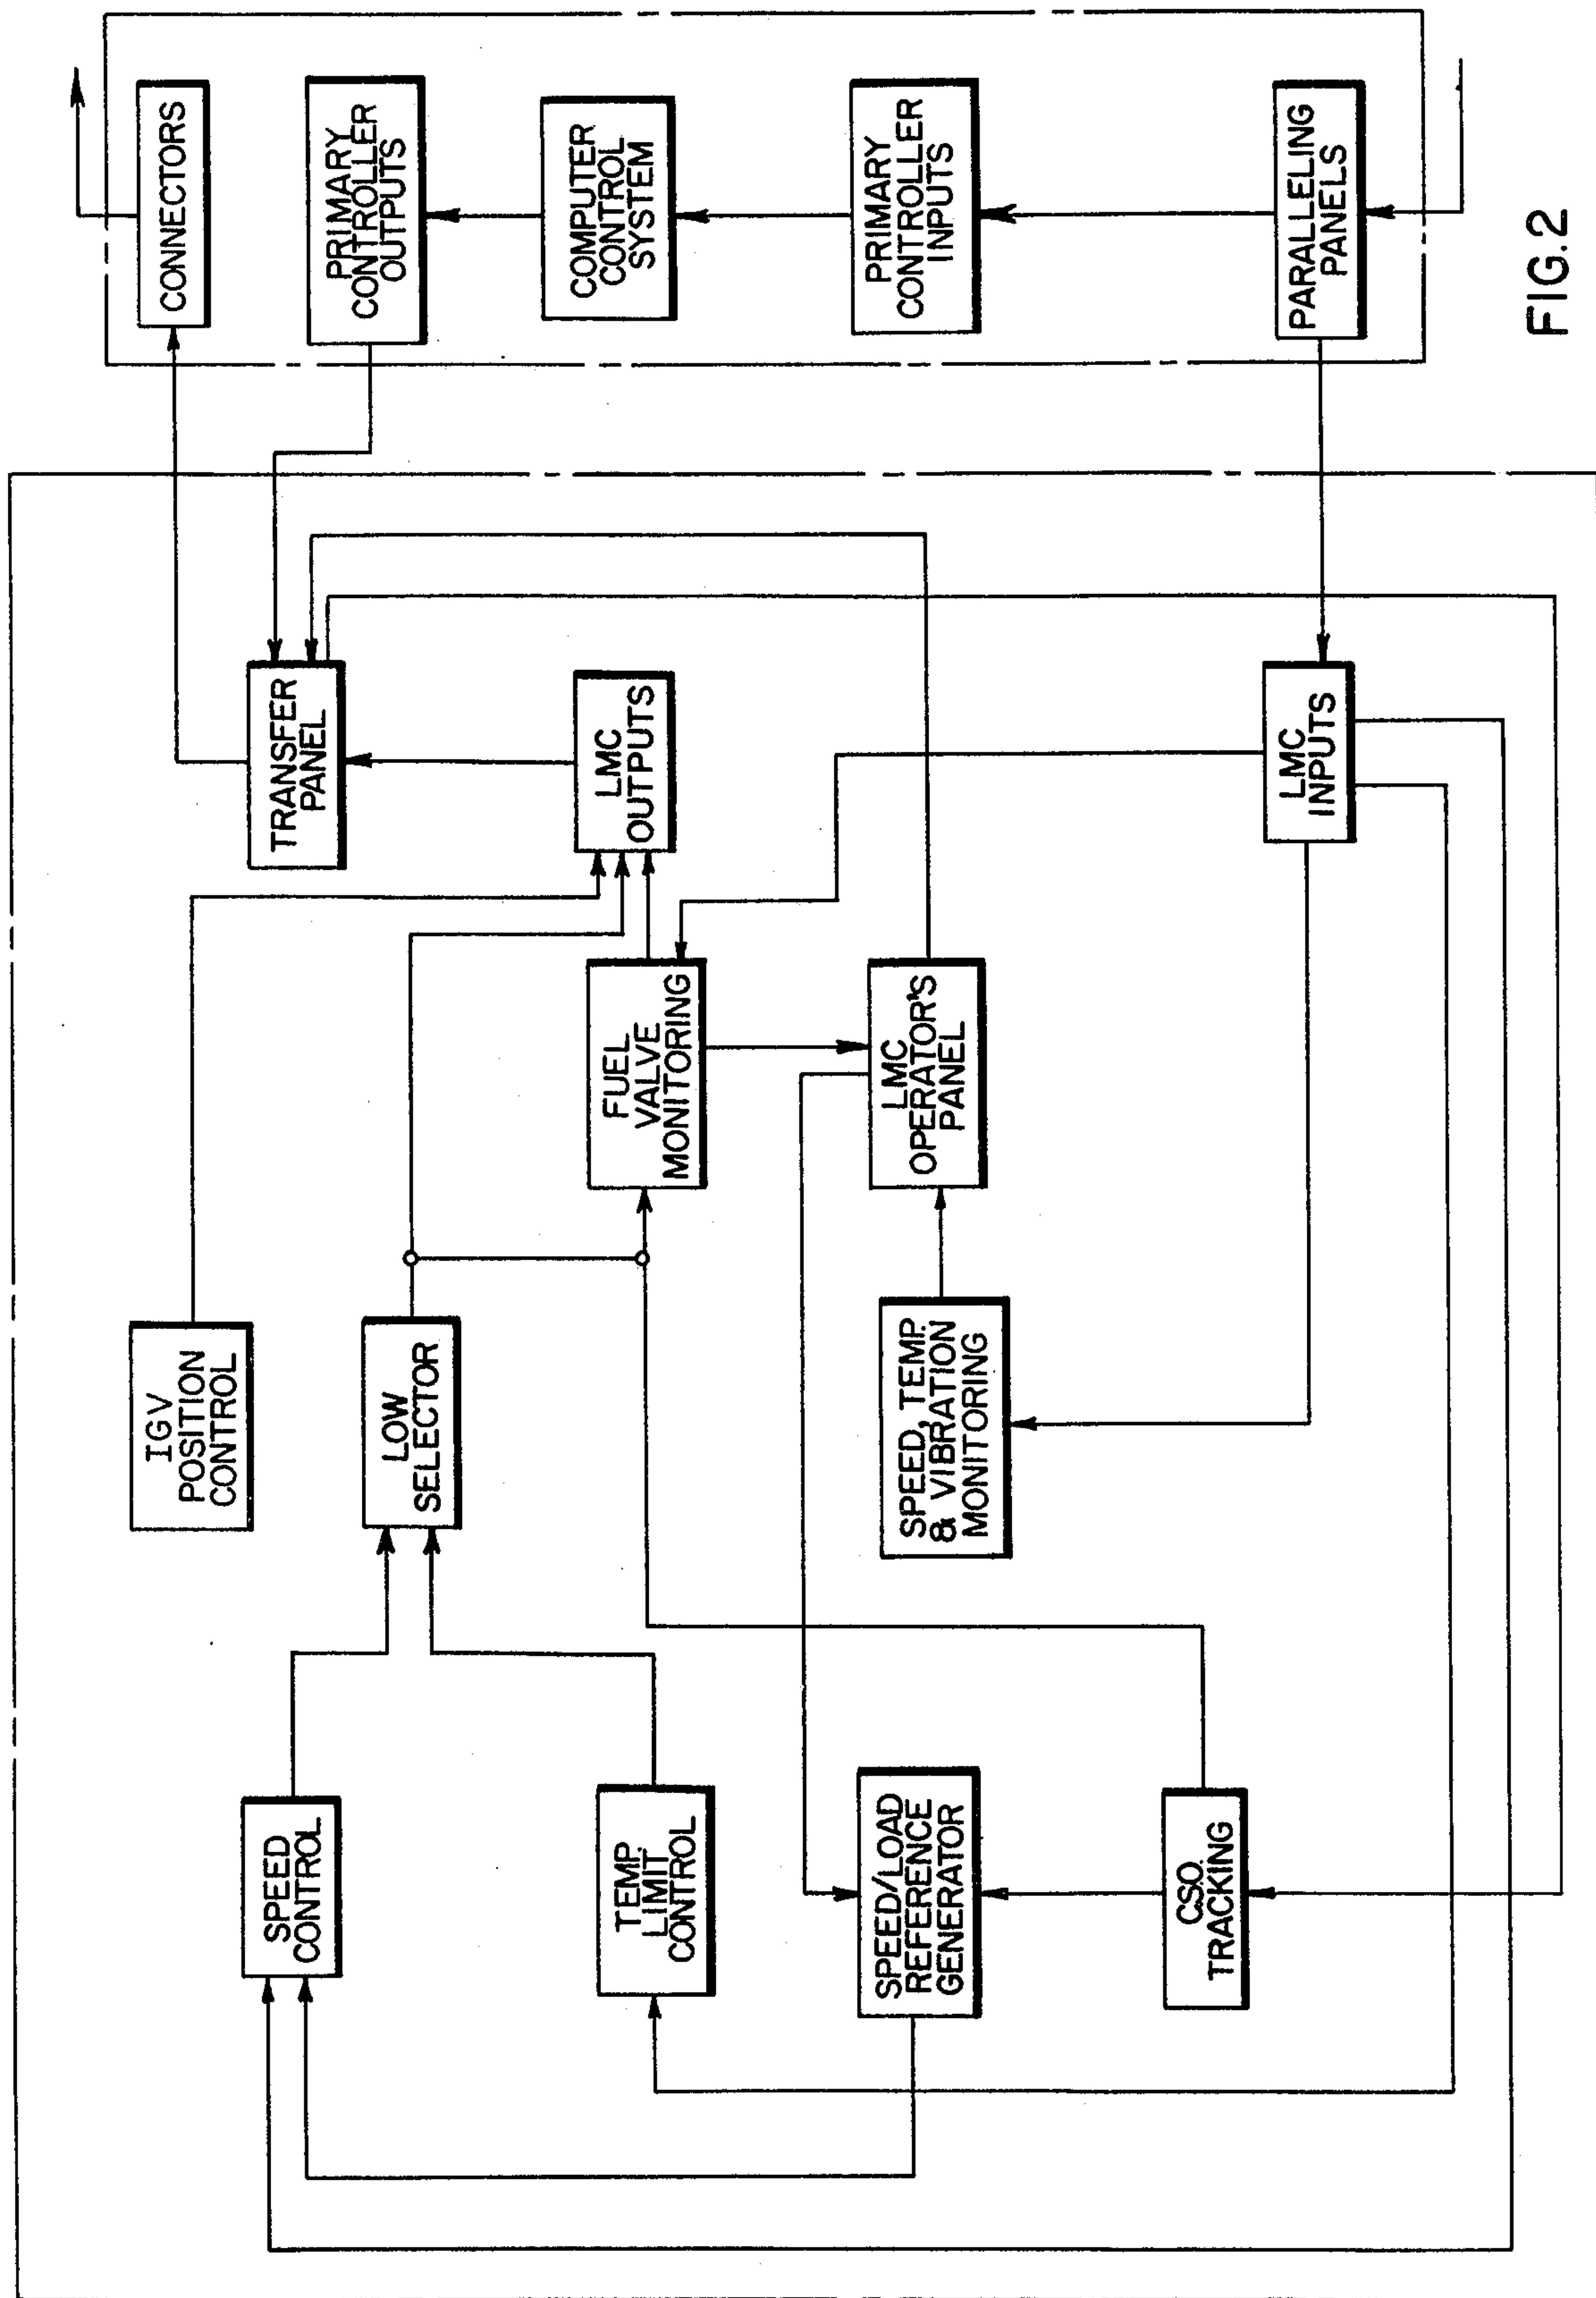 CONNECTORS
PRIMARY
CONTROLLER
OUTPUTS
COMPUTER
CONTROL
SYSTEM
PRIMARY
CONTROLLER
INPUTS
PARALLELING
PANELS
TRANSFER
PANEL
LMC
OUTPUTS
LMC
INPUTS
FUEL
VALVE
MONITORING
LMC
OPERATOR'S
PANEL
IGV
POSITION
CONTROL
LOW
SELECTOR
SPEED, TEMP.
& VIBRATION
MONITORING
SPEED
CONTROL
TEMP.
LIMIT
CONTROL
SPEED/LOAD
REFERENCE
GENERATOR
C.S.O.
TRACKING
FIG.2